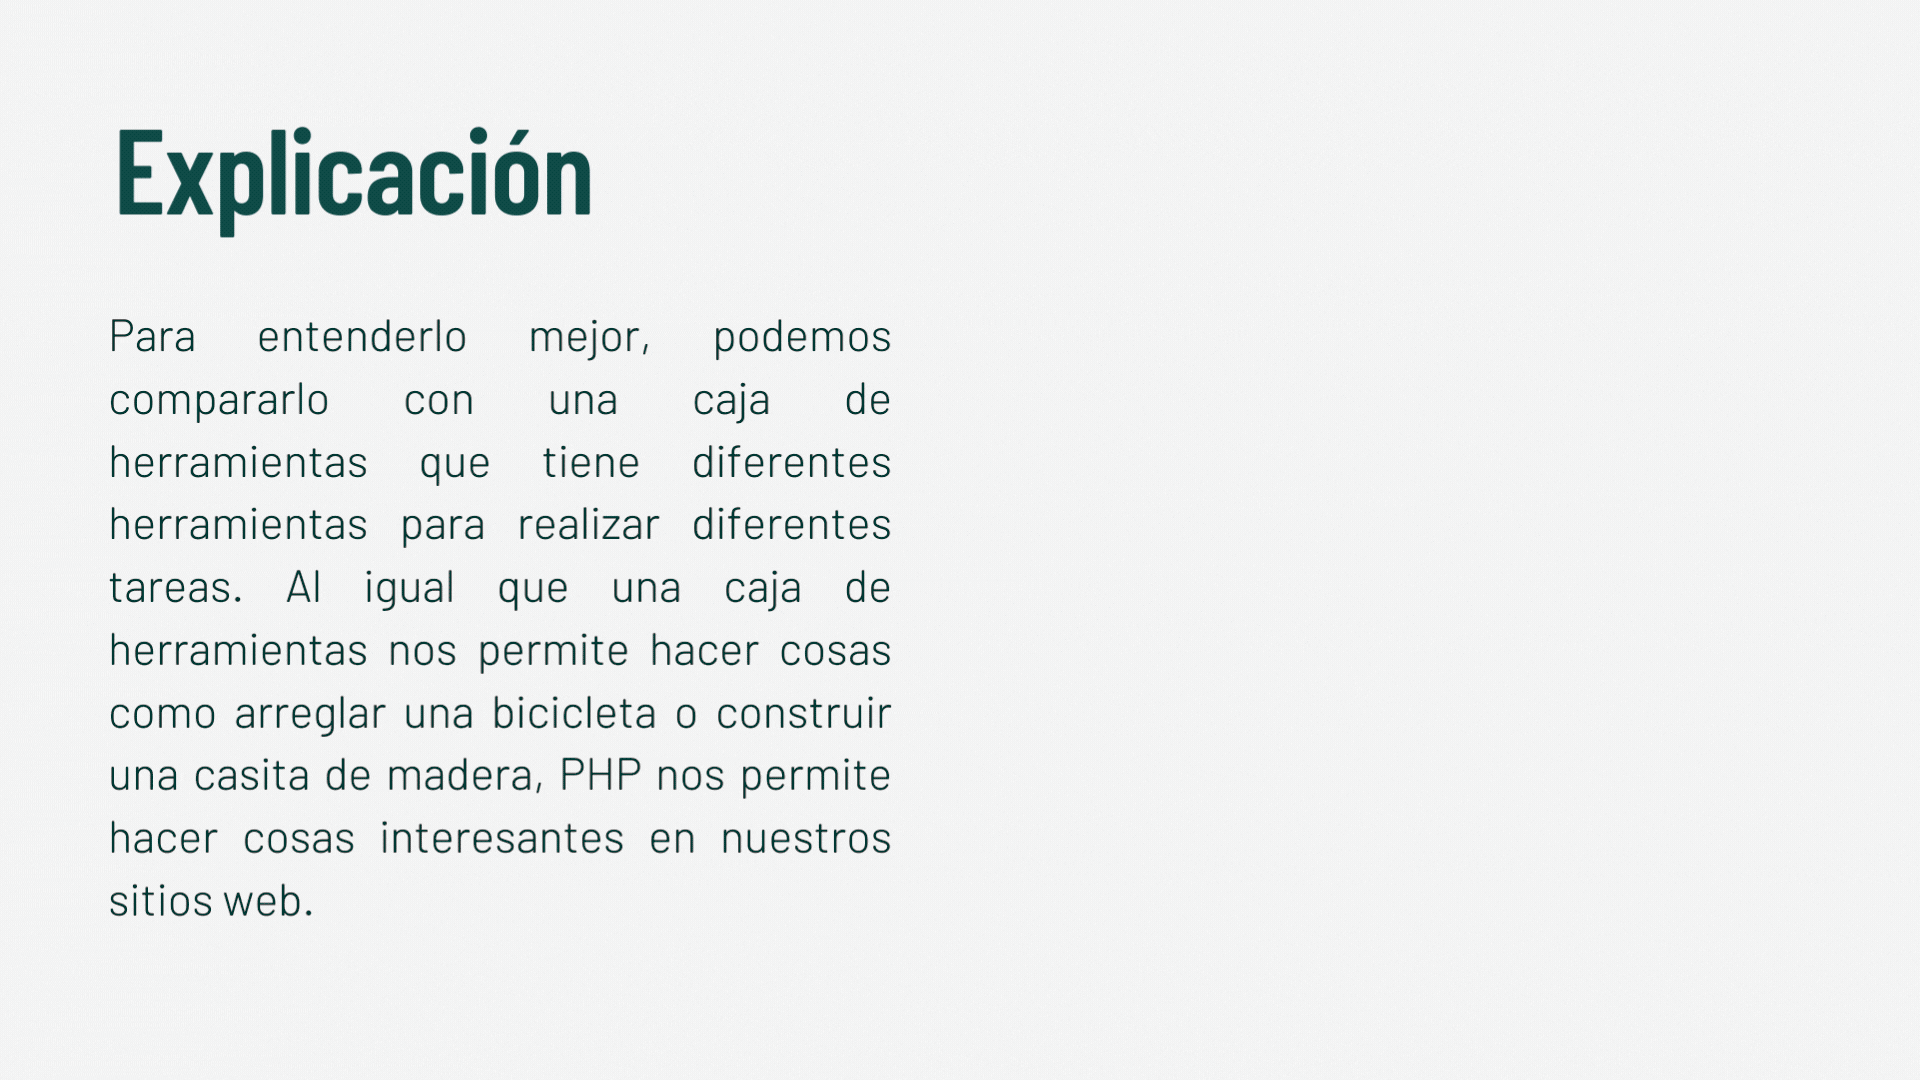 Explicación
Para entenderlo mejor, podemos
compararlo con una caja de
herramientas que tiene diferentes
herramientas para realizar diferentes
tareas. Al igual que una caja de
herramientas nos permite hacer cosas
como arreglar una bicicleta o construir
una casita de madera, PHP nos permite
hacer cosas interesantes en nuestros
sitios web.